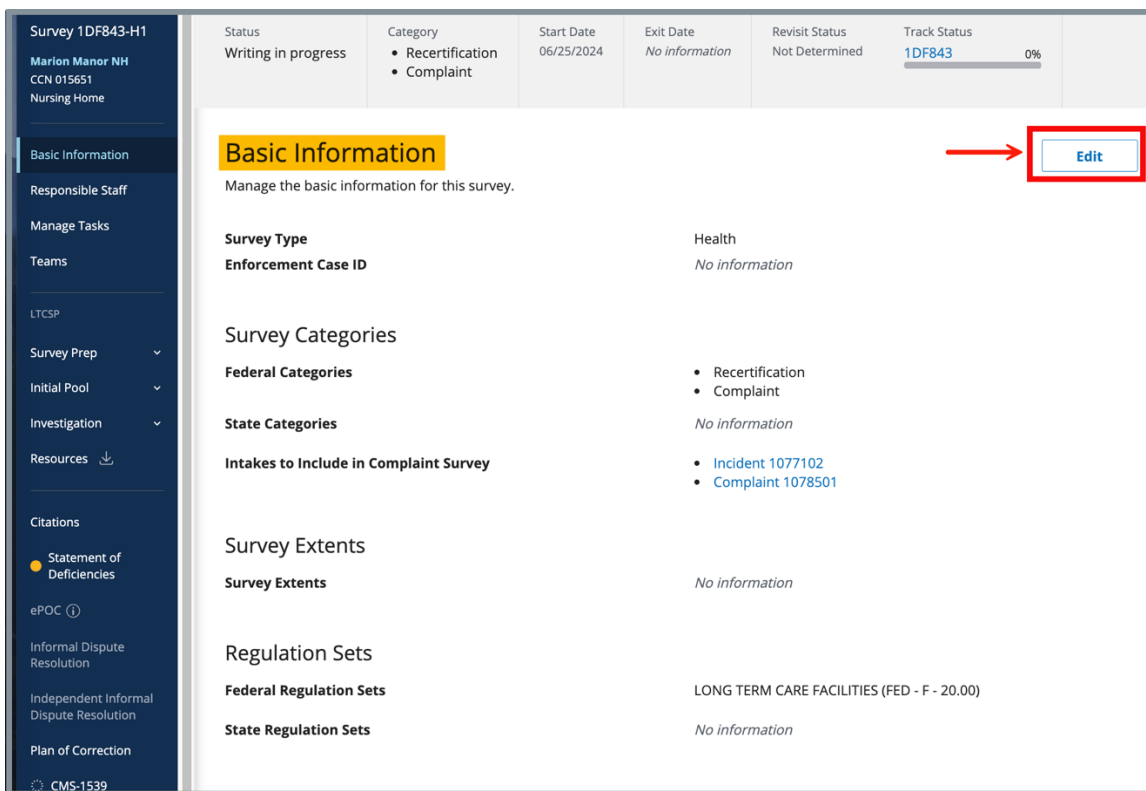 Survey 1DF843-H1
Marion Manor NH
CCN 015651
Nursing Home
Basic Information
Responsible Staff
Manage Tasks
Teams
LTCSP
Survey Prep
Initial Pool
Investigation
Resources
Citations
Statement of
Deficiencies
ePOC
Informal Dispute
Resolution
Independent Informal
Dispute Resolution
Plan of Correction
CMS-1539
Status
Writing in progress
Category
• Recertification
• Complaint
Start Date
06/25/2024
Exit Date
No information
Revisit Status
Not Determined
Track Status
1DF843 0%
Basic Information
Edit
Manage the basic information for this survey.
Survey Type Health
Enforcement Case ID No information
Survey Categories
Federal Categories • Recertification
• Complaint
State Categories No information
Intakes to Include in Complaint Survey • Incident 1077102
• Complaint 1078501
Survey Extents
Survey Extents No information
Regulation Sets
Federal Regulation Sets LONG TERM CARE FACILITIES (FED - F - 20.00)
State Regulation Sets No information